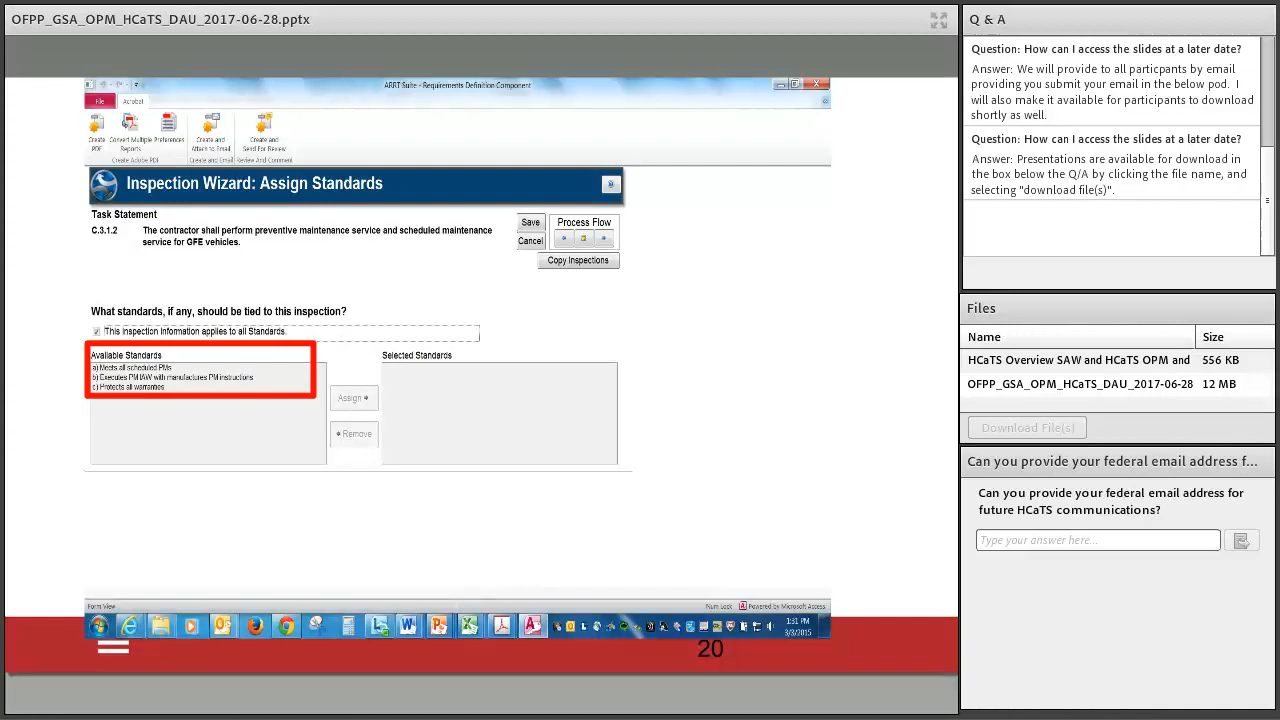 OFPP_GSA_OPM_HCaTS_DAU_2017-06-28.pptx
ARRT Suite - Requirements Definition Component
File
Acrobat
Create PDF
Convert Multiple Reports
Preferences
Create and Attach to Email
Create and Send For Review
Create Adobe PDF
Create and Email
Review And Comment
Inspection Wizard: Assign Standards
Task Statement
C.3.1.2 The contractor shall perform preventive maintenance service and scheduled maintenance
service for GFE vehicles.
Save
Cancel
Process Flow
Copy Inspections
What standards, if any, should be tied to this inspection?
This Inspection Information applies to all Standards.
Available Standards
a) Meets all scheduled PMs
b) Executes PM IAW with manufactures PM instructions
c) Protects all warranties
Assign
Remove
Selected Standards
Form View
Num Lock
Powered by Microsoft Access
1:31 PM
3/3/2015
20
Q & A
Question: How can I access the slides at a later date?
Answer: We will provide to all particpants by email
providing you submit your email in the below pod. I
will also make it available for participants to download
shortly as well.
Question: How can I access the slides at a later date?
Answer: Presentations are available for download in
the box below the Q/A by clicking the file name, and
selecting "download file(s)".
Files
Name Size
HCaTS Overview SAW and HCaTS OPM and 556 KB
OFPP_GSA_OPM_HCaTS_DAU_2017-06-28 12 MB
Download File(s)
Can you provide your federal email address f...
Can you provide your federal email address for
future HCaTS communications?
Type your answer here...